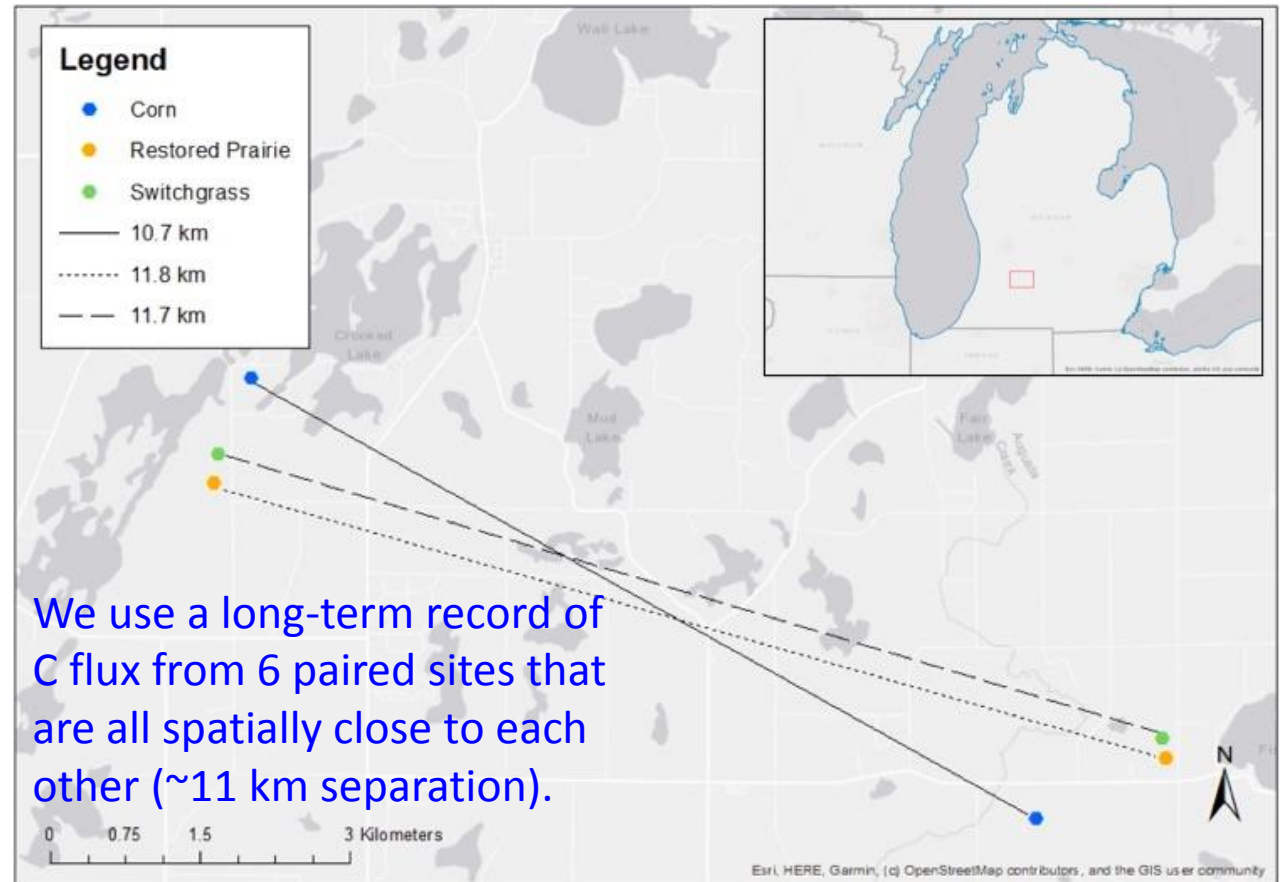 Legend
Corn
Restored Prairie
Switchgrass
10.7 km
11.8 km
11.7 km
Wall Lake
Crooked
Lake
Mud
Lake
Fair
Lake
Augusta
Creek
We use a long-term record of
C flux from 6 paired sites that
are all spatially close to each
other (~11 km separation).
N
0 0.75 1.5 3 Kilometers
Esri, HERE, Garmin, (c) OpenStreetMap contributors, and the GIS user community